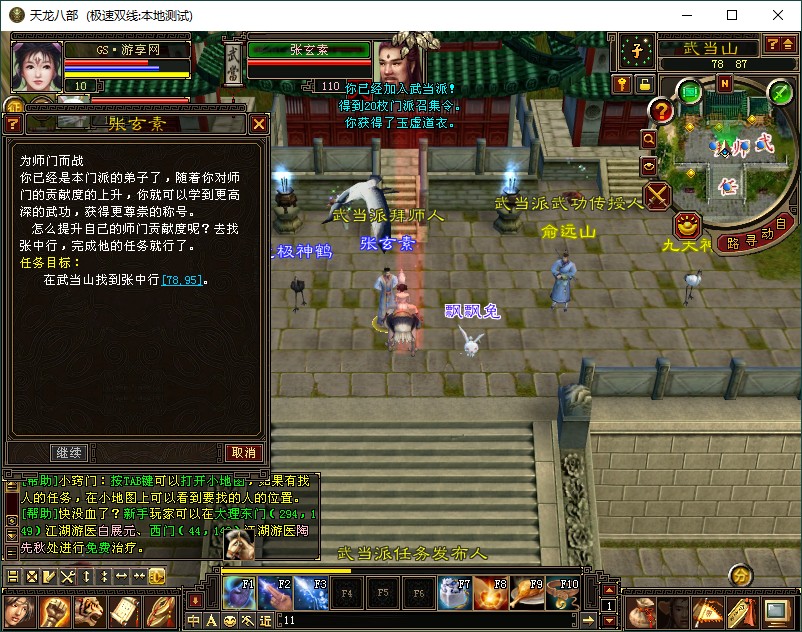 天龙八部 (极速双线:本地测试)
GS·游享网
10
武当
张玄素
110
你已经加入武当派!
得到20枚门派召集令。
你获得了玉虚道衣。
子
武当山
78 87
N
自动寻路
张玄素
为师门而战
你已经是本门派的弟子了，随着你对师
门的贡献度的上升，你就可以学到更高
深的武功，获得更尊崇的称号。
怎么提升自己的师门贡献度呢？去找
张中行，完成他的任务就行了。
任务目标：
在武当山找到张中行[78,95]。
继续
取消
武当派拜师人
张玄素
极神鹤
武当派武功传授人
俞远山
九天神
飘飘兔
[帮助]小窍门：按TAB键可以打开小地图，如果有找
人的任务，在小地图上可以看到要找的人的位置。
[帮助]快没血了？新手玩家可以在大理东门(294,1
49)江湖游医白展元、西门(44,14
江湖游医陶
先秋处进行免费治疗。
武当派任务发布人
F1
F2
F3
F4
F5
F6
F7
F8
F9
F10
1
中
A
近
11